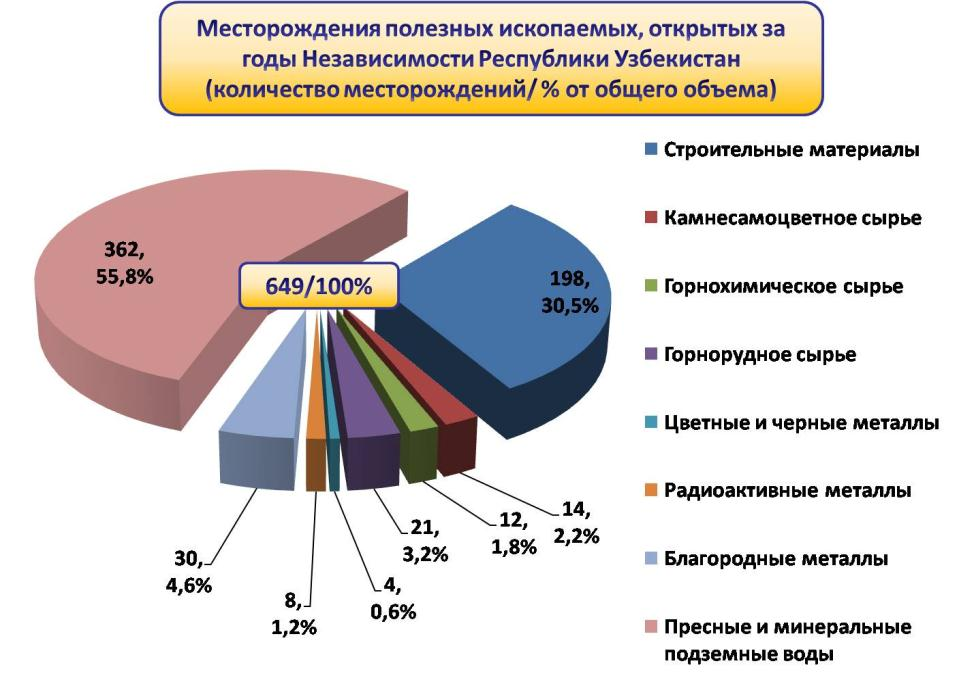 Месторождения полезных ископаемых, открытых за
годы Независимости Республики Узбекистан
(количество месторождений/ % от общего объема)
362,
55,8%
649/100%
198,
30,5%
30,
4,6%
8,
1,2%
4,
0,6%
21,
3,2%
12,
1,8%
14,
2,2%
Строительные материалы
Камнесамоцветное сырье
Горнохимическое сырье
Горнорудное сырье
Цветные и черные металлы
Радиоактивные металлы
Благородные металлы
Пресные и минеральные
подземные воды